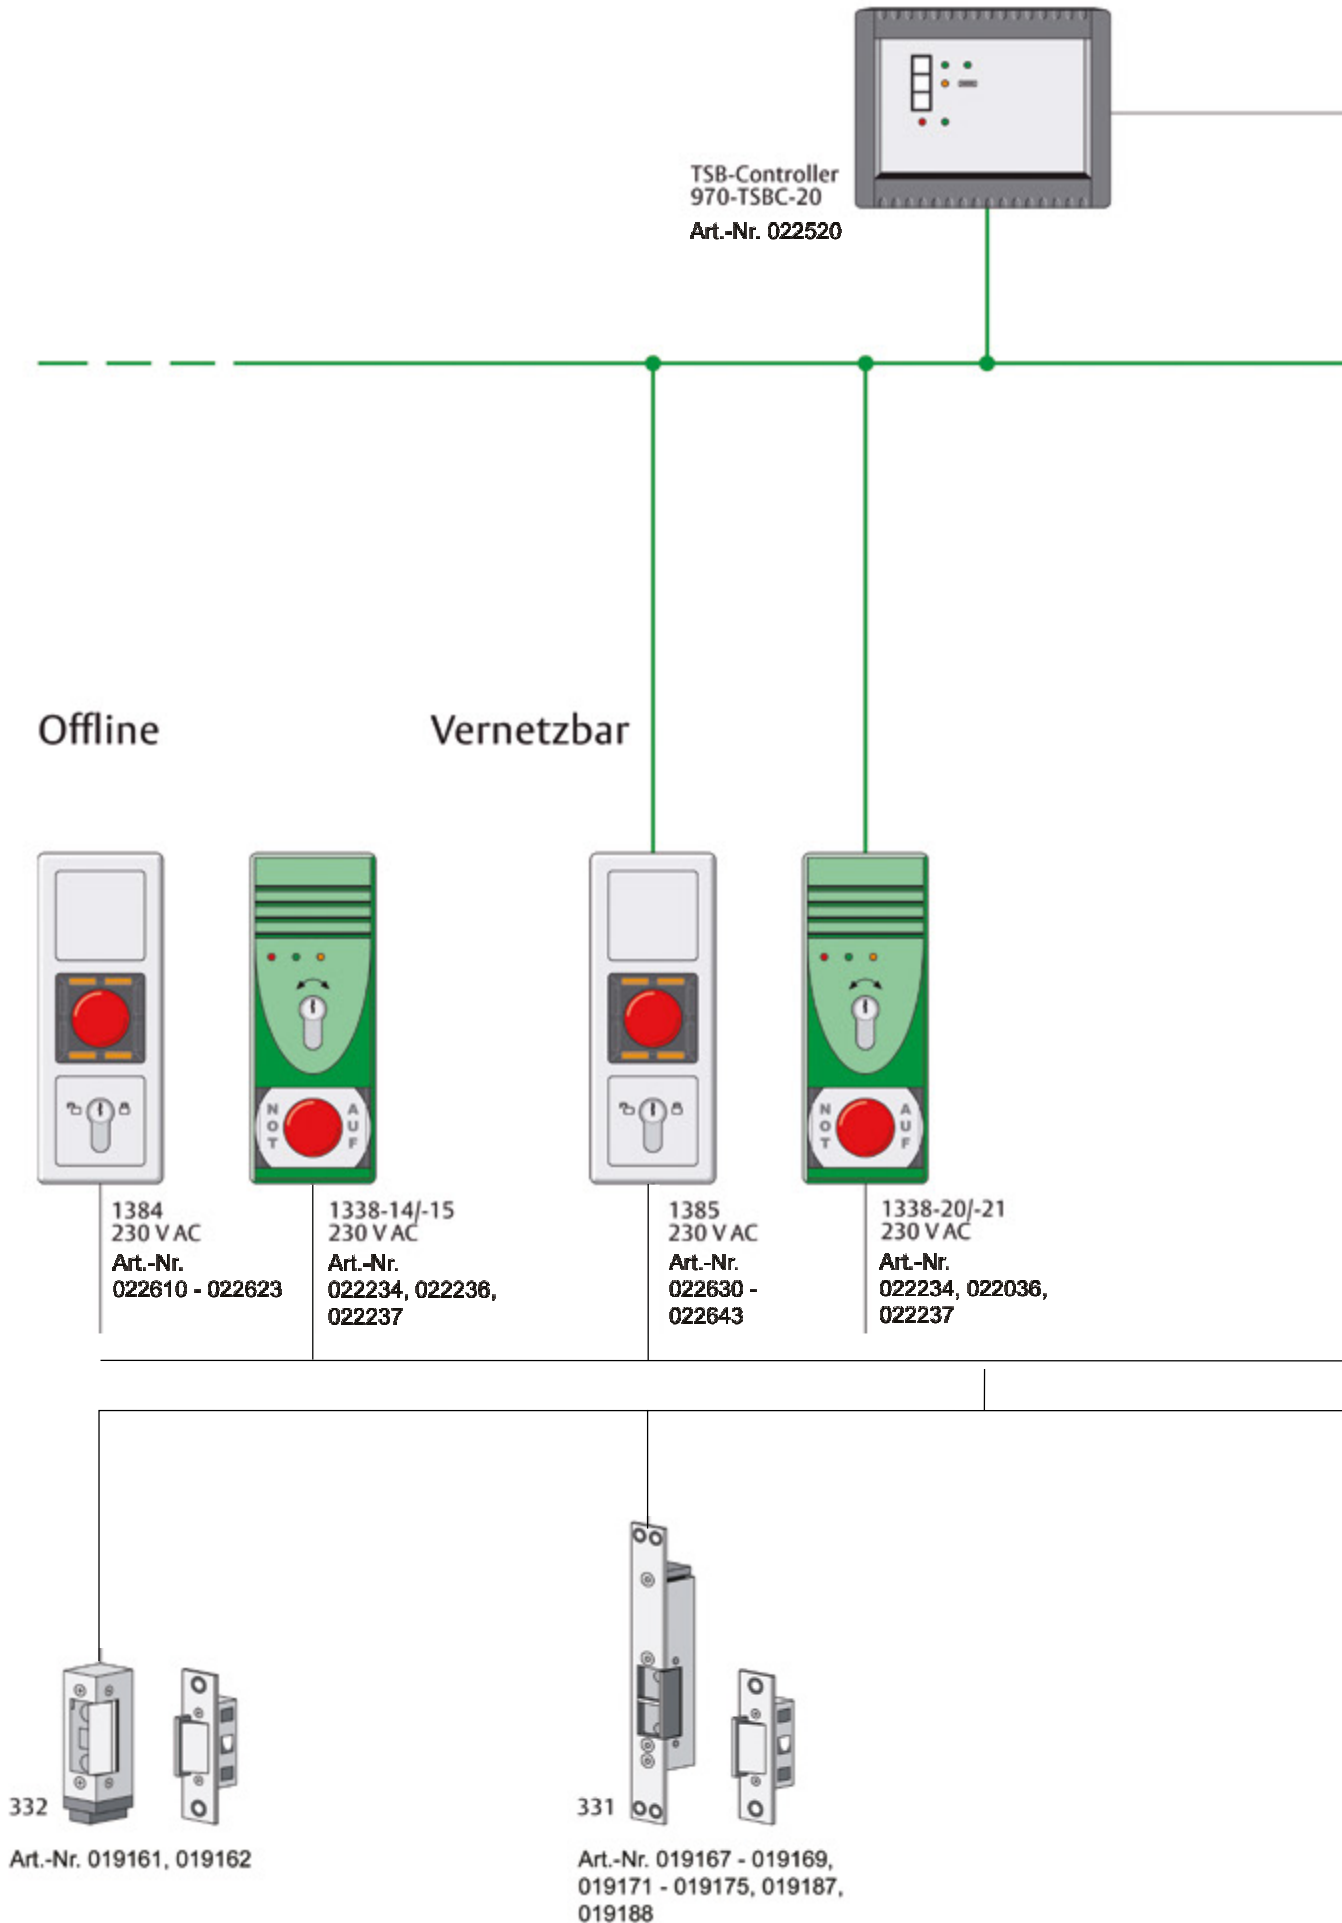 TSB-Controller
970-TSBC-20
Art.-Nr. 022520
Offline
Vernetzbar
N
O
T
A
U
F
N
O
T
A
U
F
1384
230 V AC
Art.-Nr.
022610 - 022623
1338-14/-15
230 V AC
Art.-Nr.
022234, 022236,
022237
1385
230 V AC
Art.-Nr.
022630 -
022643
1338-20/-21
230 V AC
Art.-Nr.
022234, 022036,
022237
332
Art.-Nr. 019161, 019162
331
Art.-Nr. 019167 - 019169,
019171 - 019175, 019187,
019188